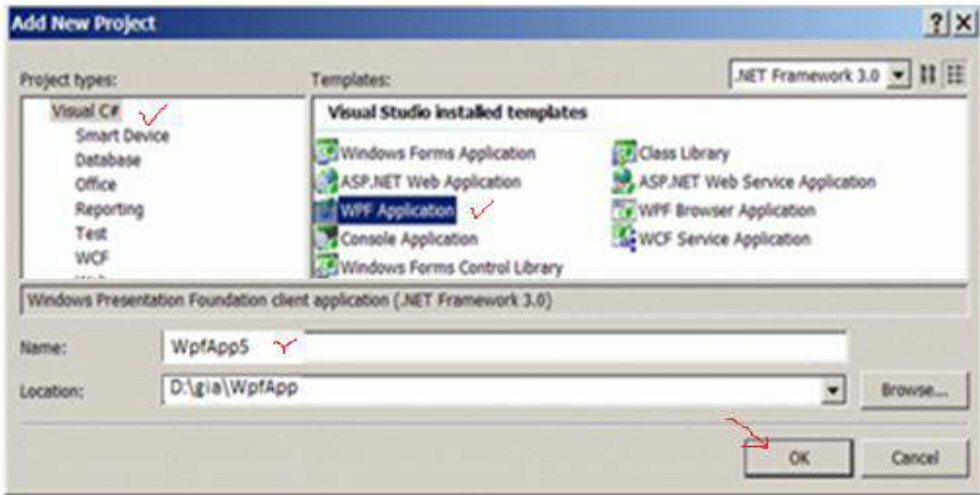 Add New Project
Project types:
Templates:
.NET Framework 3.0
Visual C#
Smart Device
Database
Office
Reporting
Test
WCF
Visual Studio installed templates
Windows Forms Application
ASP.NET Web Application
WPF Application
Console Application
Windows Forms Control Library
Class Library
ASP.NET Web Service Application
WPF Browser Application
WCF Service Application
Windows Presentation Foundation client application (.NET Framework 3.0)
Name:
WpfApp5
Location:
D:\gia\WpfApp
Browse...
OK
Cancel